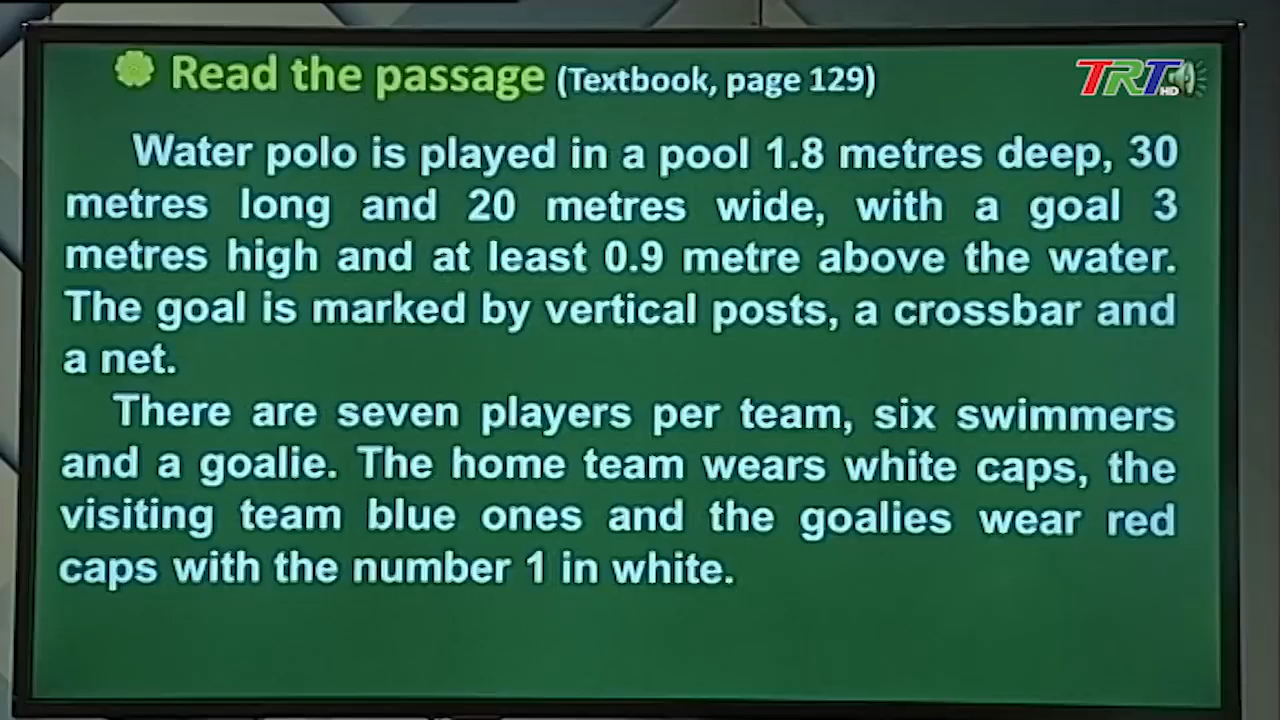 Read the passage (Textbook, page 129)
TRT HD
Water polo is played in a pool 1.8 metres deep, 30
metres long and 20 metres wide, with a goal 3
metres high and at least 0.9 metre above the water.
The goal is marked by vertical posts, a crossbar and
a net.
There are seven players per team, six swimmers
and a goalie. The home team wears white caps, the
visiting team blue ones and the goalies wear red
caps with the number 1 in white.